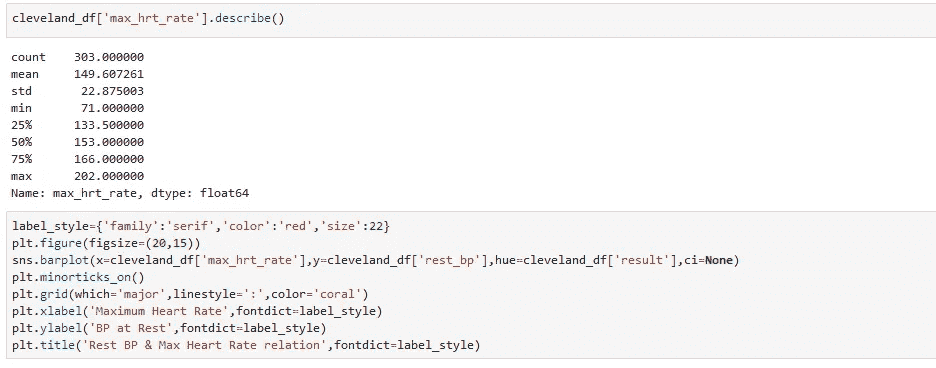 cleveland_df['max_hrt_rate'].describe()
count    303.000000
mean     149.607261
std       22.875003
min       71.000000
25%      133.500000
50%      153.000000
75%      166.000000
max      202.000000
Name: max_hrt_rate, dtype: float64
label_style={'family':'serif','color':'red','size':22}
plt.figure(figsize=(20,15))
sns.barplot(x=cleveland_df['max_hrt_rate'],y=cleveland_df['rest_bp'],hue=cleveland_df['result'],ci=None)
plt.minorticks_on()
plt.grid(which='major',linestyle=':',color='coral')
plt.xlabel('Maximum Heart Rate',fontdict=label_style)
plt.ylabel('BP at Rest',fontdict=label_style)
plt.title('Rest BP & Max Heart Rate relation',fontdict=label_style)